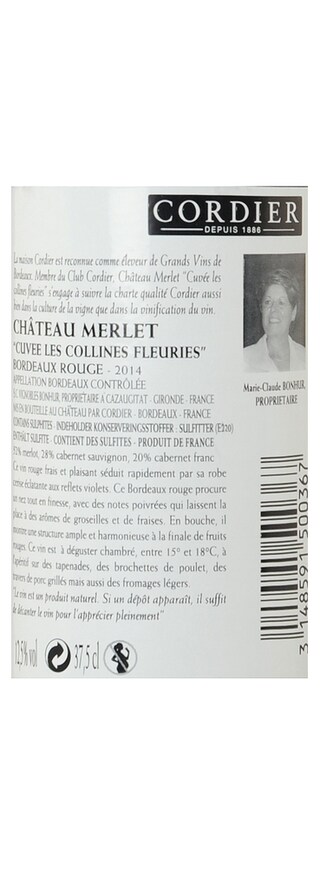 CORDIER
DEPUIS 1886
La maison Cordier est reconnue comme éleveur de Grands Vins de
Bordeaux. Membre du Club Cordier, Château Merlet "Cuvée les
collines fleuries" s'engage à suivre la charte qualité Cordier aussi
bien dans la culture de la vigne que dans la vinification du vin.
CHÂTEAU MERLET
"CUVEE LES COLLINES FLEURIES"
BORDEAUX ROUGE - 2014
APPELLATION BORDEAUX CONTRÔLÉE
VIGNOBLES BONHUR, PROPRIETAIRE A CAZAUGITAT - GIRONDE - FRANCE
MIS EN BOUTEILLE AU CHÂTEAU PAR CORDIER - BORDEAUX - FRANCE
CONTAINS SULPHITES - INDEHOLDER KONSERVERINGSSTOFFER : SULFITTER (E220)
ENTHÄLT SULFITE - CONTIENT DES SULFITES - PRODUIT DE FRANCE
52% merlot, 28% cabernet sauvignon, 20% cabernet franc
Ce vin rouge frais et plaisant séduit rapidement par sa robe
éclatante aux reflets violets. Ce Bordeaux rouge procure
un nez tout en finesse, avec des notes poivrées qui laissent la
place à des arômes de groseilles et de fraises. En bouche, il
montre une structure ample et harmonieuse à la finale de fruits
rouges. Ce vin est à déguster chambré, entre 15° et 18°C, à
l'apéritif sur des tapenades, des brochettes de poulet, des
travers de porc grillés mais aussi des fromages légers.
"Le vin est un produit naturel. Si un dépôt apparaît, il suffit
de décanter le vin pour l'apprécier pleinement"
12,5% vol
37,5 cl
Marie-Claude BONHUR,
PROPRIETAIRE
3 148591 500367